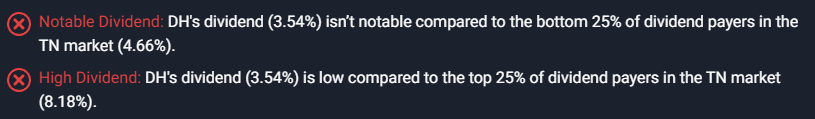 Notable Dividend: DH's dividend (3.54%) isn't notable compared to the bottom 25% of dividend payers in the
TN market (4.66%).
High Dividend: DH's dividend (3.54%) is low compared to the top 25% of dividend payers in the TN market
(8.18%).